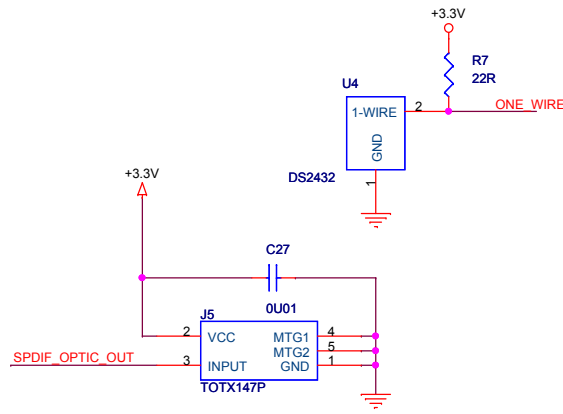 +3.3V
R7
22R
U4
1-WIRE
2
ONE_WIRE
GND
DS2432
1
+3.3V
C27
0U01
J5
2
VCC
MTG1
4
MTG2
5
SPDIF_OPTIC_OUT
3
INPUT
GND
1
TOTX147P